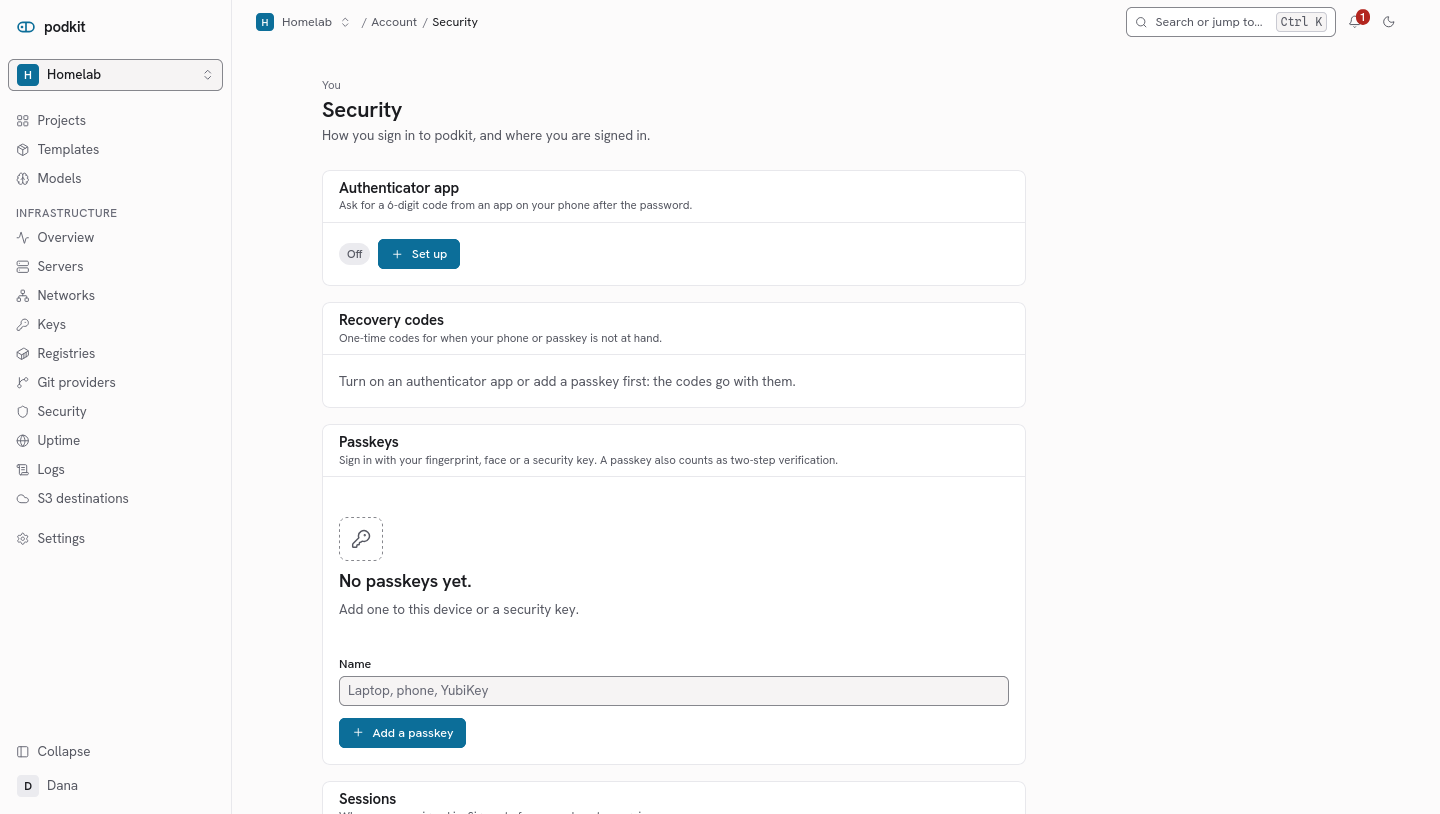 podkit
H Homelab
Projects
Templates
Models
INFRASTRUCTURE
Overview
Servers
Networks
Keys
Registries
Git providers
Security
Uptime
Logs
S3 destinations
Settings
Collapse
D Dana
H Homelab / Account / Security
Search or jump to... Ctrl K
1
You
Security
How you sign in to podkit, and where you are signed in.
Authenticator app
Ask for a 6-digit code from an app on your phone after the password.
Off
Set up
Recovery codes
One-time codes for when your phone or passkey is not at hand.
Turn on an authenticator app or add a passkey first: the codes go with them.
Passkeys
Sign in with your fingerprint, face or a security key. A passkey also counts as two-step verification.
No passkeys yet.
Add one to this device or a security key.
Name
Laptop, phone, YubiKey
Add a passkey
Sessions